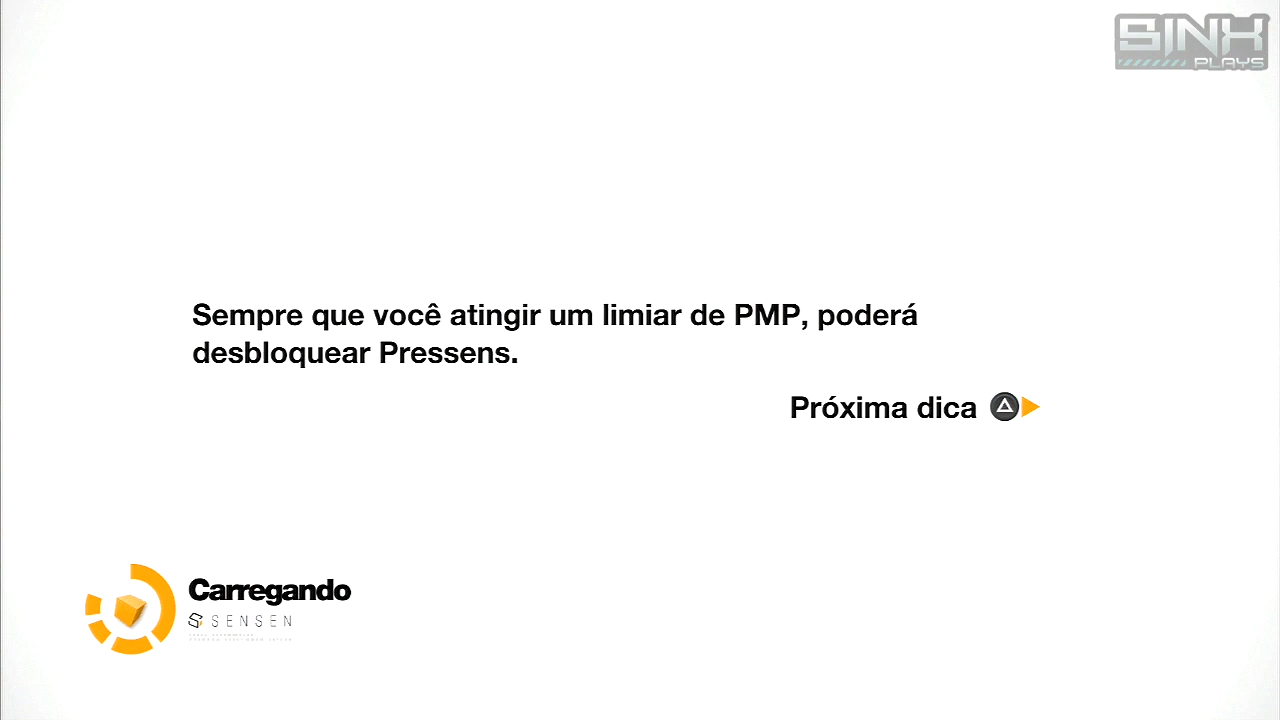 SINX
PLAYS
Sempre que você atingir um limiar de PMP, poderá
desbloquear Pressens.
Próxima dica
Carregando
SENSEN